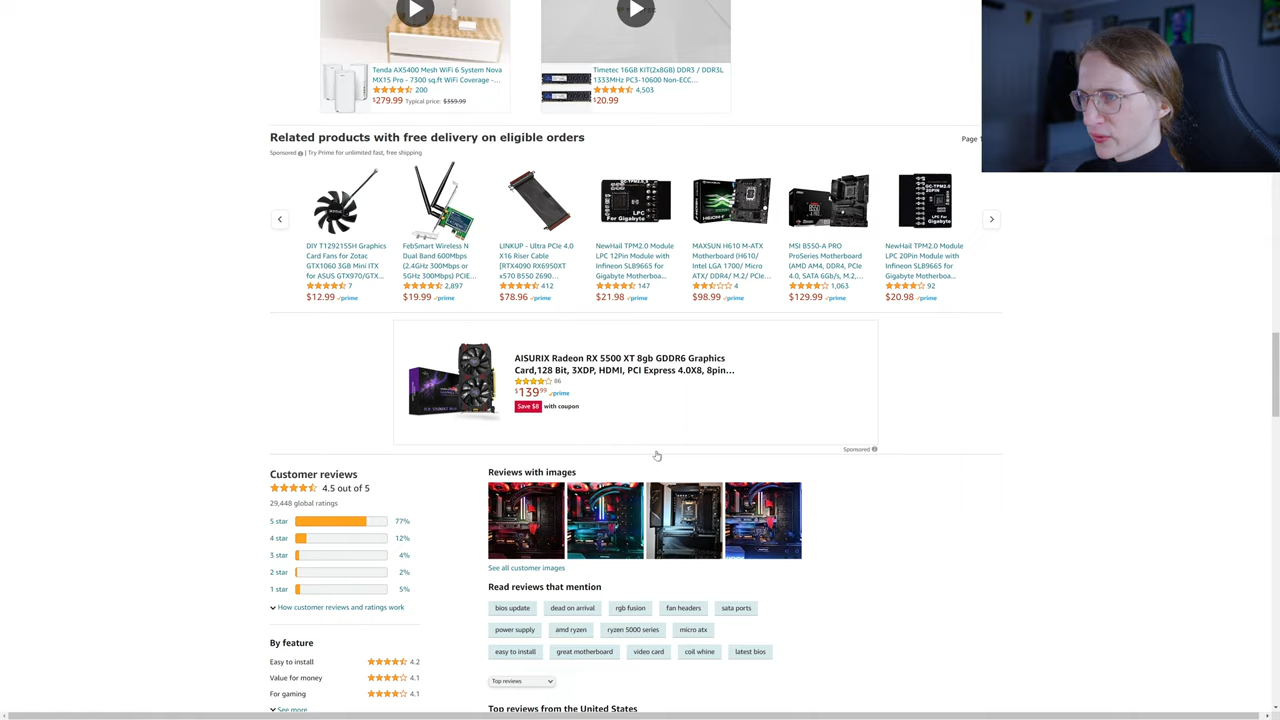 Tenda AX5400 Mesh WiFi 6 System Nova
MX15 Pro - 7300 sq.ft WiFi Coverage -...
200
$279.99 Typical price: $359.99
Timetec 16GB KIT(2x8GB) DDR3 / DDR3L
1333MHz PC3-10600 Non-ECC...
4,503
$20.99
Related products with free delivery on eligible orders
Page 1
Sponsored | Try Prime for unlimited fast, free shipping
DIY T129215SH Graphics
Card Fans for Zotac
GTX1060 3GB Mini ITX
for ASUS GTX970/GTX...
7
$12.99 prime
FebSmart Wireless N
Dual Band 600Mbps
(2.4GHz 300Mbps or
5GHz 300Mbps) PCIE...
2,897
$19.99 prime
LINKUP - Ultra PCIe 4.0
X16 Riser Cable
[RTX4090 RX6950XT
x570 B550 Z690...
412
$78.96 prime
LPC
For Gigabyte
NewHail TPM2.0 Module
LPC 12Pin Module with
Infineon SLB9665 for
Gigabyte Motherboa...
147
$21.98 prime
MAXSUN H610 M-ATX
Motherboard (H610/
Intel LGA 1700/ Micro
ATX/ DDR4/ M.2/ PCIe...
4
$98.99 prime
MSI B550-A PRO
ProSeries Motherboard
(AMD AM4, DDR4, PCIe
4.0, SATA 6Gb/s, M.2,...
1,063
$129.99 prime
NewHail TPM2.0 Module
LPC 20Pin Module with
Infineon SLB9665 for
Gigabyte Motherboa...
92
$20.98 prime
AISURIX Radeon RX 5500 XT 8gb GDDR6 Graphics
Card,128 Bit, 3XDP, HDMI, PCI Express 4.0X8, 8pin...
86
$139.99 prime
Save $8 with coupon
Sponsored
Customer reviews
4.5 out of 5
29,448 global ratings
5 star 77%
4 star 12%
3 star 4%
2 star 2%
1 star 5%
How customer reviews and ratings work
By feature
Easy to install 4.2
Value for money 4.1
For gaming 4.1
See more
Reviews with images
See all customer images
Read reviews that mention
bios update dead on arrival rgb fusion fan headers sata ports
power supply amd ryzen ryzen 5000 series micro atx
easy to install great motherboard video card coil whine latest bios
Top reviews
Top reviews from the United States